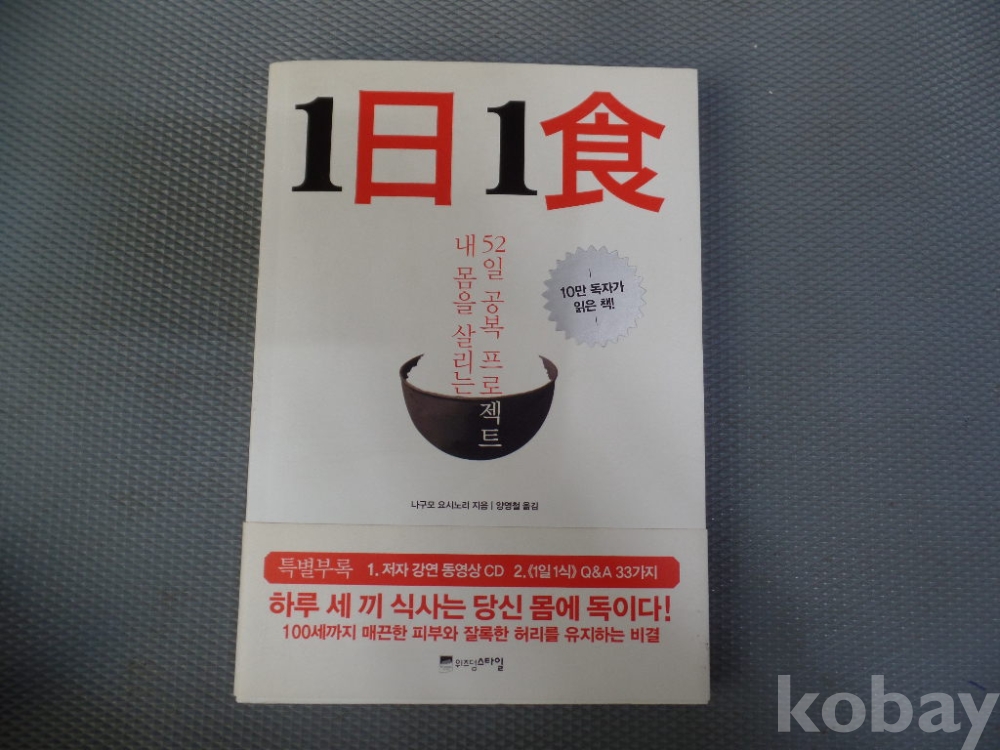 1日 1食
52일 공복 프로젝트
내 몸을 살리는
10만 독자가
읽은 책!
나구모 요시노리 지음 | 양영철 옮김
특별부록 1. 저자 강연 동영상 CD 2. 《1일 1식》 Q&A 33가지
하루 세 끼 식사는 당신 몸에 독이다!
100세까지 매끈한 피부와 잘록한 허리를 유지하는 비결
위즈덤스타일
kobay